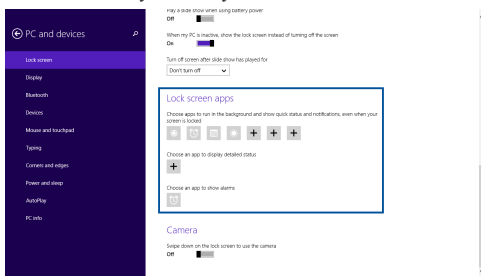 Play a slide show when using battery power
Off
PC and devices
When my PC is inactive, show the lock screen instead of turning off the screen
On
Lock screen
Turn off screen after slide show has played for
Don't turn off
Display
Bluetooth
Devices
Mouse and touchpad
Typing
Corners and edges
Power and sleep
AutoPlay
PC info
Lock screen apps
Choose apps to run in the background and show quick status and notifications, even when your
screen is locked
Choose an app to display detailed status
Choose an app to show alarms
Camera
Swipe down on the lock screen to use the camera
Off